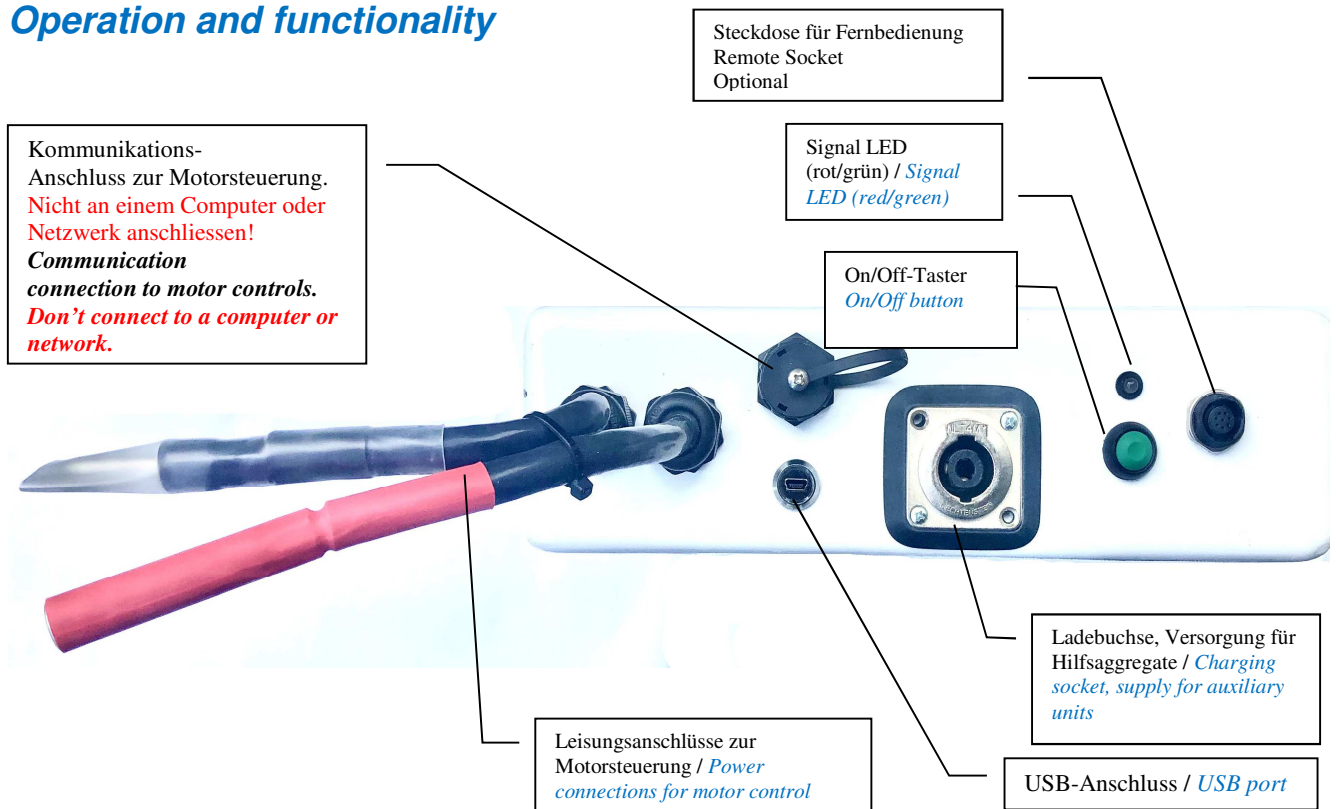 Operation and functionality
Steckdose für Fernbedienung
Remote Socket
Optional
Kommunikations-
Anschluss zur Motorsteuerung.
Nicht an einem Computer oder
Netzwerk anschliessen!
Communication
connection to motor controls.
Don’t connect to a computer or
network.
Signal LED
(rot/grün) / Signal
LED (red/green)
On/Off-Taster
On/Off button
Ladebuchse, Versorgung für
Hilfsaggregate / Charging
socket, supply for auxiliary
units
Leisungsanschlüsse zur
Motorsteuerung / Power
connections for motor control
USB-Anschluss / USB port